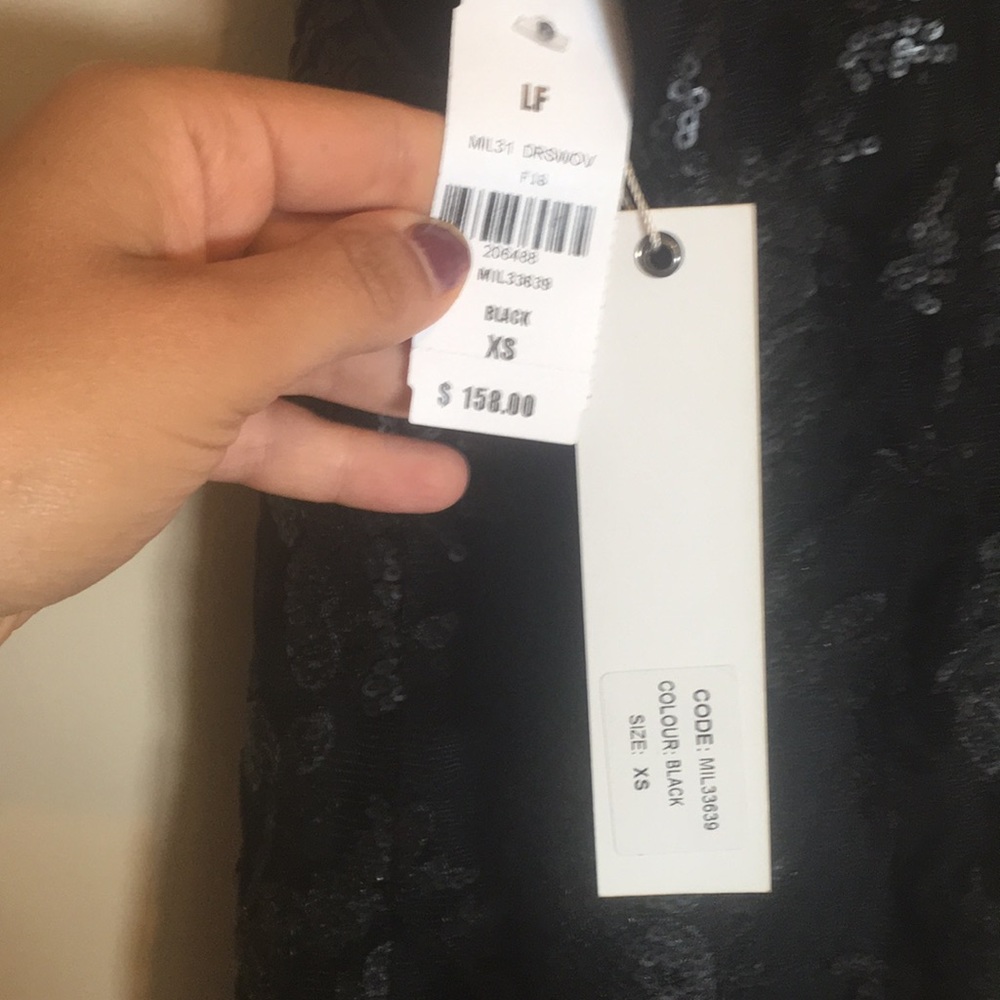 LF
MIL31 DRSWOV
F18
206488
MIL33639
BLACK
XS
$ 158.00
CODE: MIL33639
COLOUR: BLACK
SIZE: XS